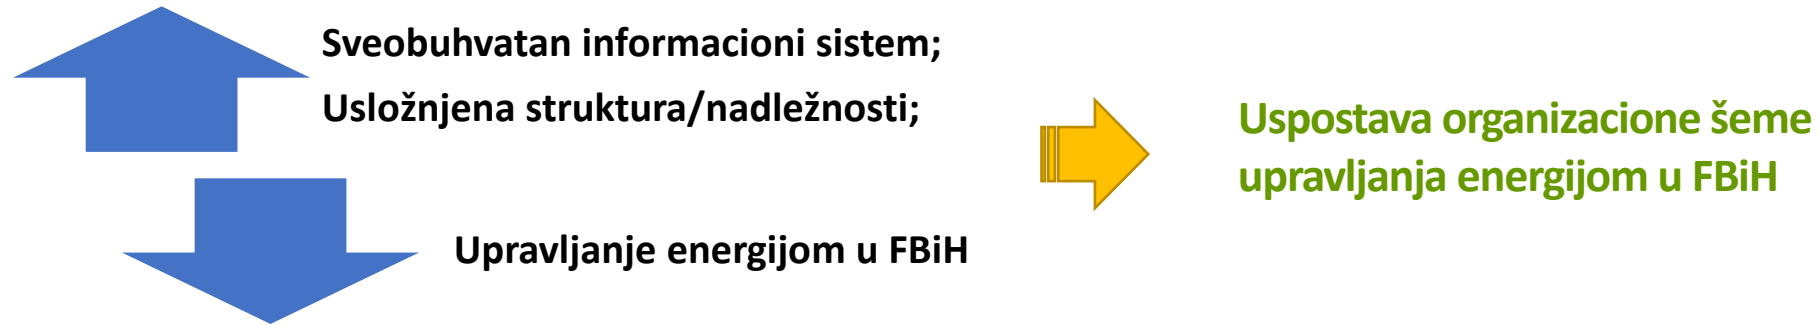 Sveobuhvatan informacioni sistem;
Usložnjena struktura/nadležnosti;
Upravljanje energijom u FBiH
Uspostava organizacione šeme
upravljanja energijom u FBiH